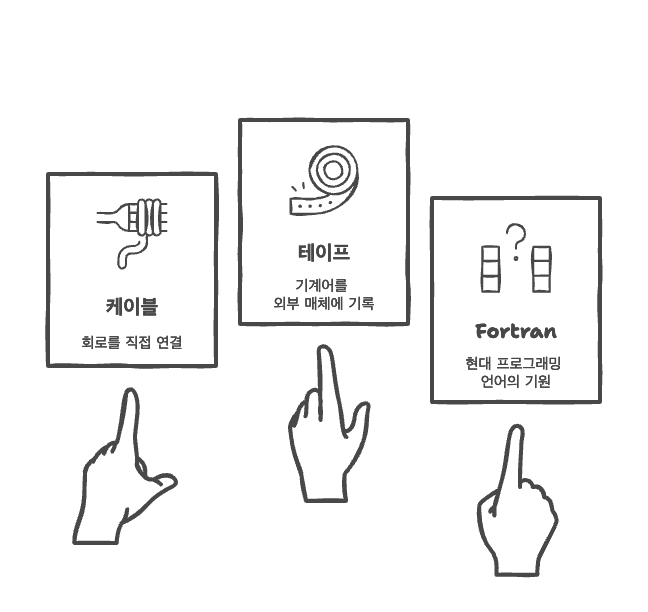 케이블
회로를 직접 연결
테이프
기계어를
외부 매체에 기록
?
Fortran
현대 프로그래밍
언어의 기원